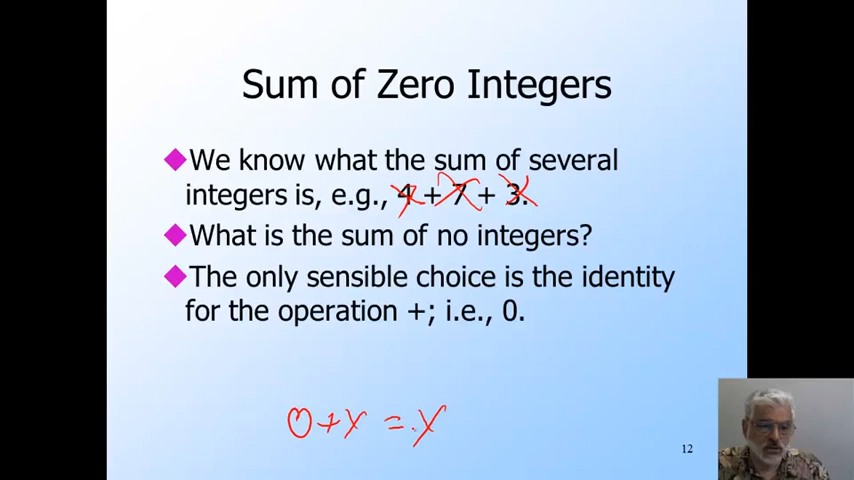 Sum of Zero Integers
We know what the sum of several
integers is, e.g., 4 + 7 + 3.
What is the sum of no integers?
The only sensible choice is the identity
for the operation +; i.e., 0.
0+x = x
12